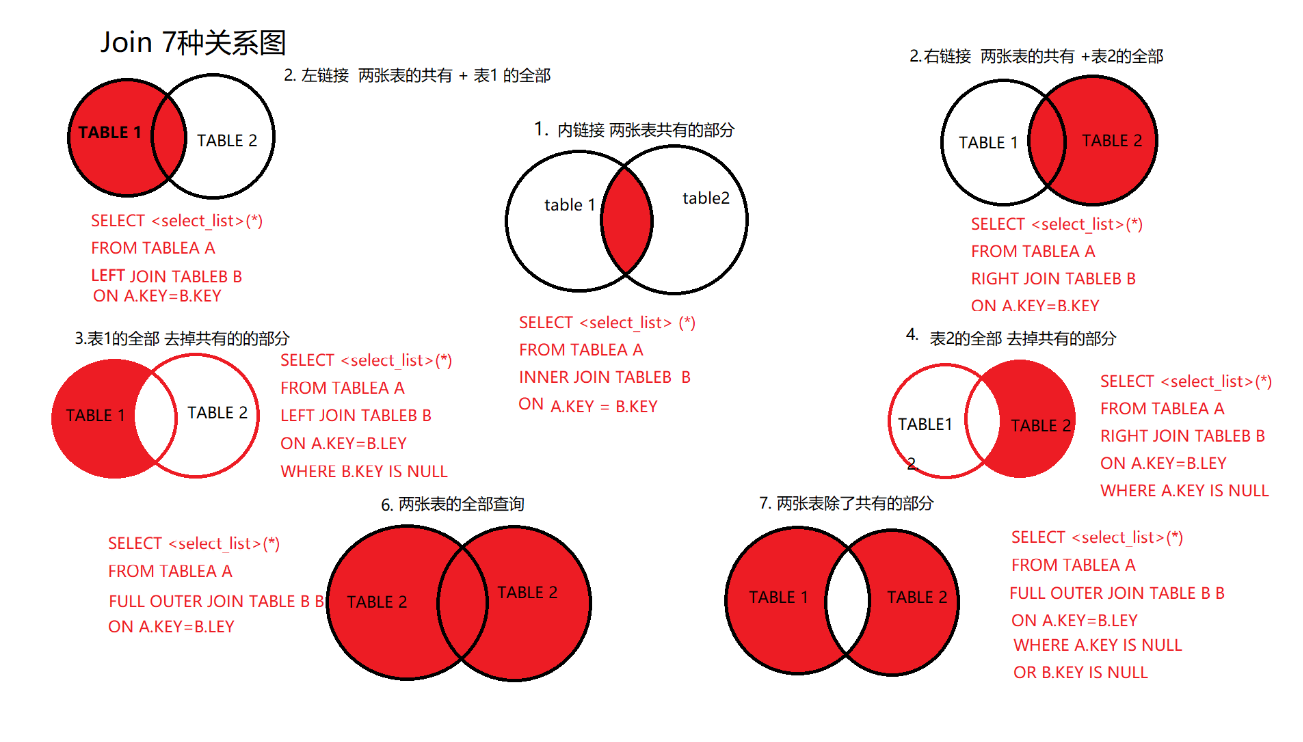 Join 7种关系图
2. 左链接  两张表的共有 + 表1 的全部
TABLE 1
TABLE 2
SELECT <select_list>(*)
FROM TABLEA A
LEFT JOIN TABLEB B
ON A.KEY=B.KEY
1. 内链接 两张表共有的部分
table 1
table2
SELECT <select_list> (*)
FROM TABLEA A
INNER JOIN TABLEB  B
ON A.KEY = B.KEY
2.右链接  两张表的共有 +表2的全部
TABLE 1
TABLE 2
SELECT <select_list>(*)
FROM TABLEA A
RIGHT JOIN TABLEB B
ON A.KEY=B.KEY
3.表1的全部 去掉共有的的部分
TABLE 1
TABLE 2
SELECT <select_list>(*)
FROM TABLEA A
LEFT JOIN TABLEB B
ON A.KEY=B.LEY
WHERE B.KEY IS NULL
4. 表2的全部 去掉共有的部分
TABLE1
TABLE 2
2.
SELECT <select_list>(*)
FROM TABLEA A
RIGHT JOIN TABLEB B
ON A.KEY=B.LEY
WHERE A.KEY IS NULL
6. 两张表的全部查询
SELECT <select_list>(*)
FROM TABLEA A
FULL OUTER JOIN TABLE B B
ON A.KEY=B.LEY
TABLE 2
TABLE 2
7. 两张表除了共有的部分
TABLE 1
TABLE 2
SELECT <select_list>(*)
FROM TABLEA A
FULL OUTER JOIN TABLE B B
ON A.KEY=B.LEY
WHERE A.KEY IS NULL
OR B.KEY IS NULL